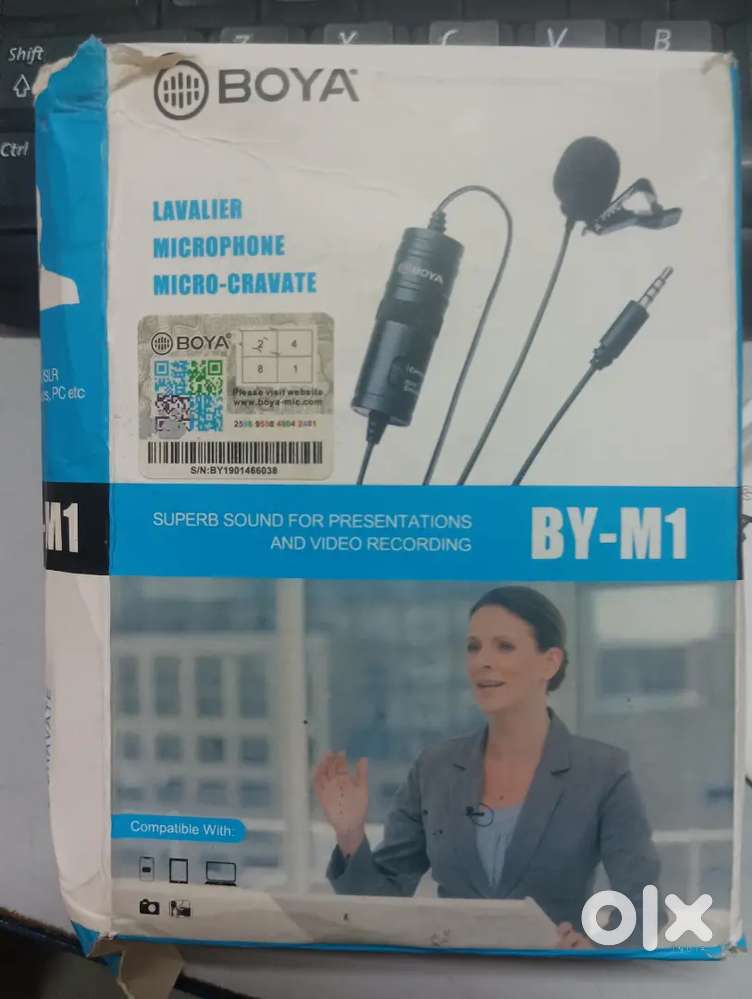 Shift
Ctrl
Z X C V B
BOYA
LAVALIER
MICROPHONE
MICRO-CRAVATE
BOYA
BOYA
2 4
8 1
Please visit website
www.boya-mic.com
S/N:BY1901466038
PC etc
M1
SUPERB SOUND FOR PRESENTATIONS
AND VIDEO RECORDING
BY-M1
Compatible With:
olx